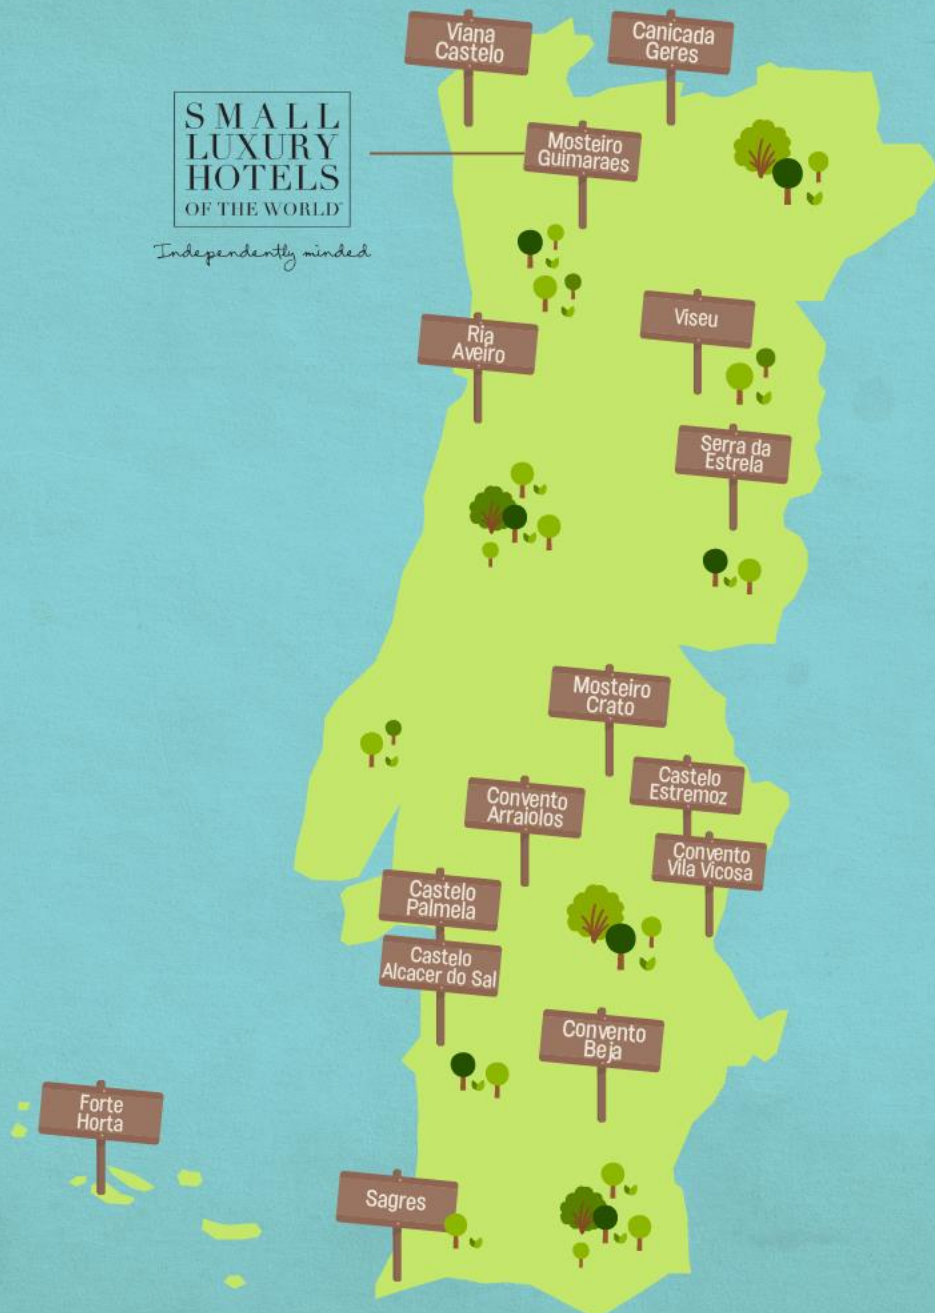 Viana
Castelo
Canicada
Geres
SMALL
LUXURY
HOTELS
OF THE WORLD™
Independently minded
Mosteiro
Guimaraes
Ria
Aveiro
Viseu
Serra da
Estrela
Mosteiro
Crato
Castelo
Estremoz
Convento
Arraiolos
Convento
Vila Vicosa
Castelo
Palmela
Castelo
Alcacer do Sal
Convento
Beja
Forte
Horta
Sagres